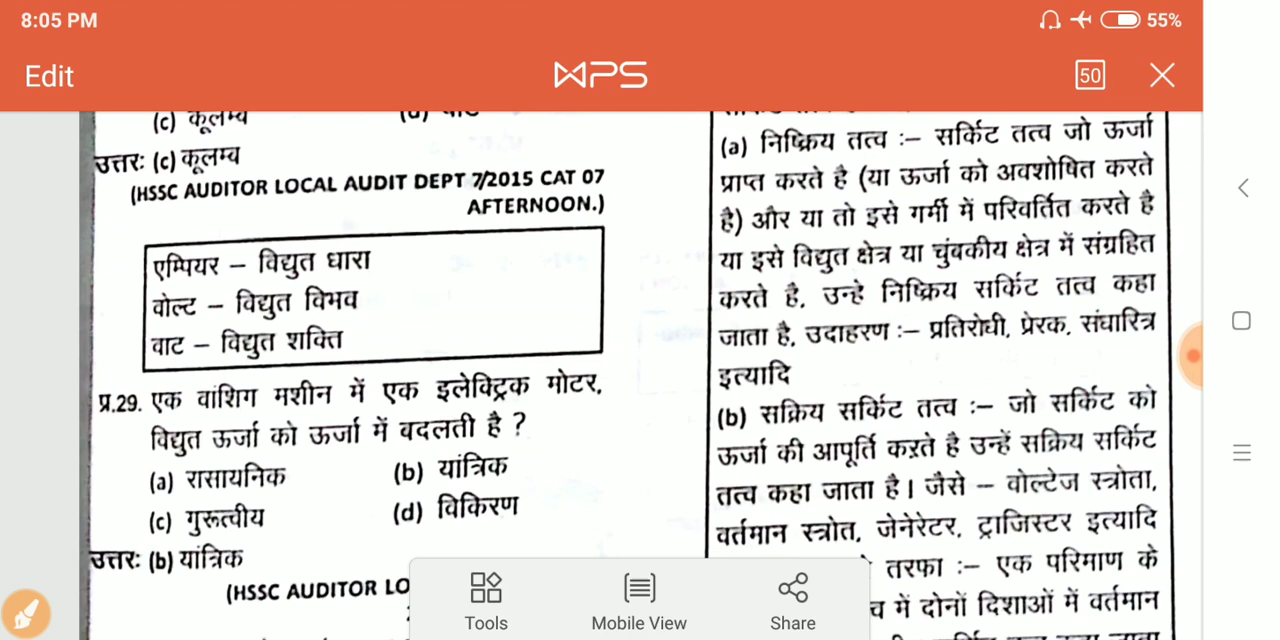 8:05 PM
55%
Edit
WPS
50
(c) कूलम्ब
उत्तर: (c) कूलम्ब
(HSSC AUDITOR LOCAL AUDIT DEPT 7/2015 CAT 07
AFTERNOON.)
एम्पियर – विद्युत धारा
वोल्ट – विद्युत विभव
वाट – विद्युत शक्ति
प्र.29. एक वांशिग मशीन में एक इलेक्ट्रिक मोटर,
विद्युत ऊर्जा को ऊर्जा में बदलती है ?
(a) रासायनिक (b) यांत्रिक
(c) गुरूत्वीय (d) विकिरण
उत्तर: (b) यांत्रिक
(HSSC AUDITOR LO
(a) निष्क्रिय तत्व :– सर्किट तत्व जो ऊर्जा
प्राप्त करते है (या ऊर्जा को अवशोषित करते
है) और या तो इसे गर्मी में परिवर्तित करते है
या इसे विद्युत क्षेत्र या चुंबकीय क्षेत्र में संग्रहित
करते है, उन्हे निष्क्रिय सर्किट तत्व कहा
जाता है, उदाहरण :– प्रतिरोधी, प्रेरक, संघारित्र
इत्यादि
(b) सक्रिय सर्किट तत्व :– जो सर्किट को
ऊर्जा की आपूर्ति करते है उन्हें सक्रिय सर्किट
तत्व कहा जाता है। जैसे – वोल्टेज स्त्रोता,
वर्तमान स्त्रोत, जेनेरेटर, ट्राजिस्टर इत्यादि
तरफा :– एक परिमाण के
में दोनों दिशाओं में वर्तमान
Tools
Mobile View
Share